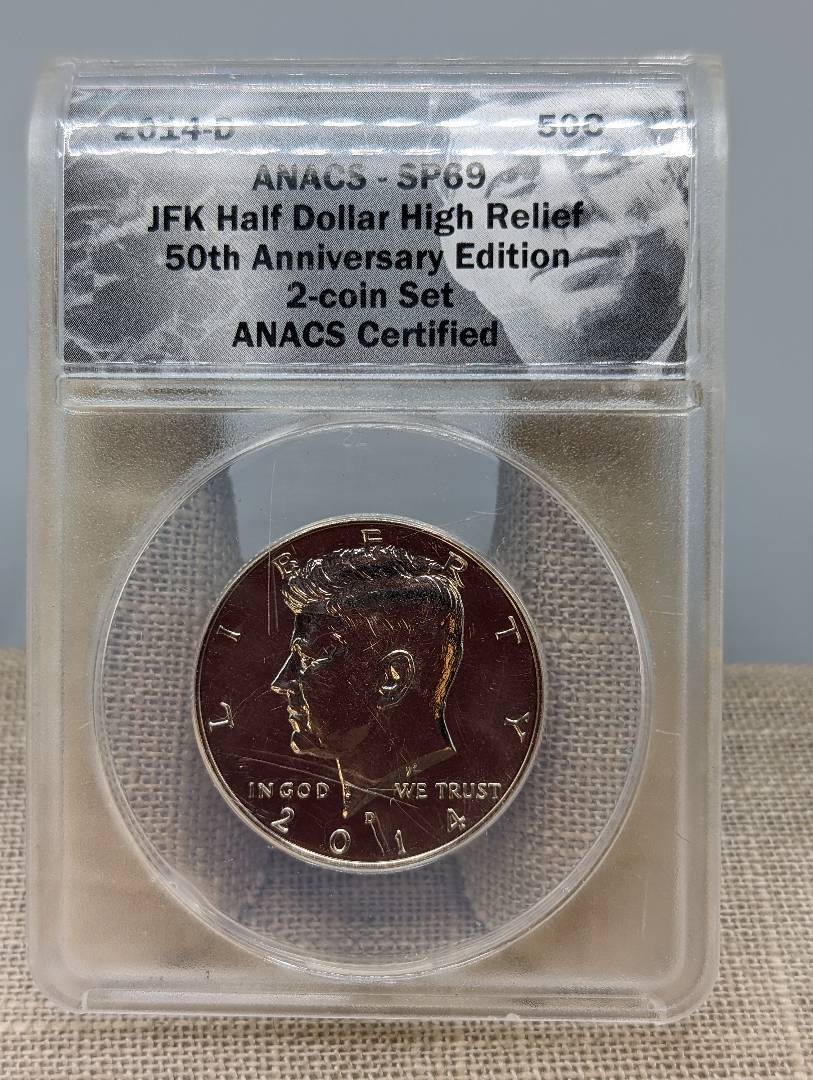 2014-D 50C
ANACS - SP69
JFK Half Dollar High Relief
50th Anniversary Edition
2-coin Set
ANACS Certified
LIBERTY
IN GOD WE TRUST
D
2014